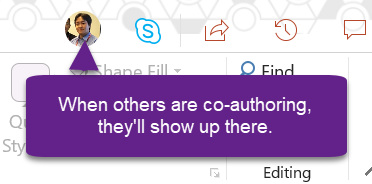 Shape Fill
Find
When others are co-authoring,
they'll show up there.
Editing